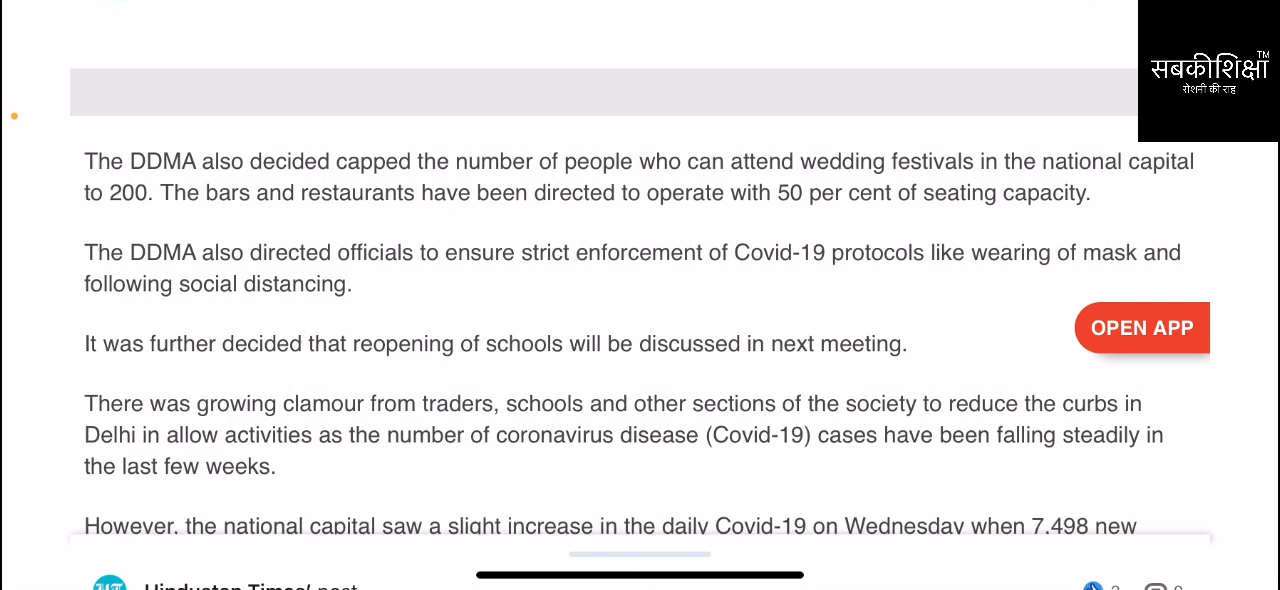 सबकीशिक्षा TM
रोशनी की राह
The DDMA also decided capped the number of people who can attend wedding festivals in the national capital
to 200. The bars and restaurants have been directed to operate with 50 per cent of seating capacity.
The DDMA also directed officials to ensure strict enforcement of Covid-19 protocols like wearing of mask and
following social distancing.
It was further decided that reopening of schools will be discussed in next meeting.
OPEN APP
There was growing clamour from traders, schools and other sections of the society to reduce the curbs in
Delhi in allow activities as the number of coronavirus disease (Covid-19) cases have been falling steadily in
the last few weeks.
However, the national capital saw a slight increase in the daily Covid-19 on Wednesday when 7,498 new
Hindustan Times' post